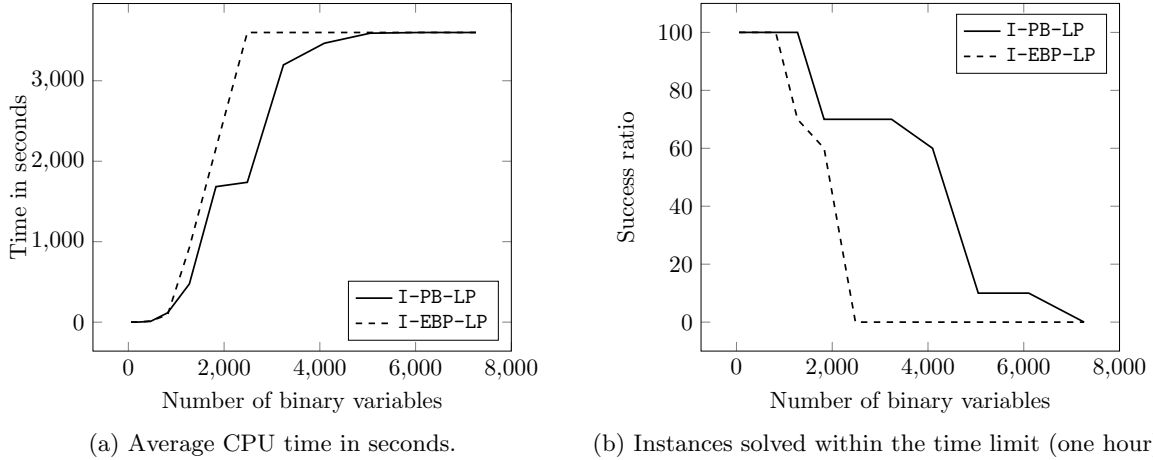 Time in seconds
3,000
2,000
1,000
0
I-PB-LP
I-EBP-LP
0
2,000
4,000
6,000
8,000
Number of binary variables
(a) Average CPU time in seconds.
Success ratio
100
80
60
40
20
0
I-PB-LP
I-EBP-LP
0
2,000
4,000
6,000
8,000
Number of binary variables
(b) Instances solved within the time limit (one hour